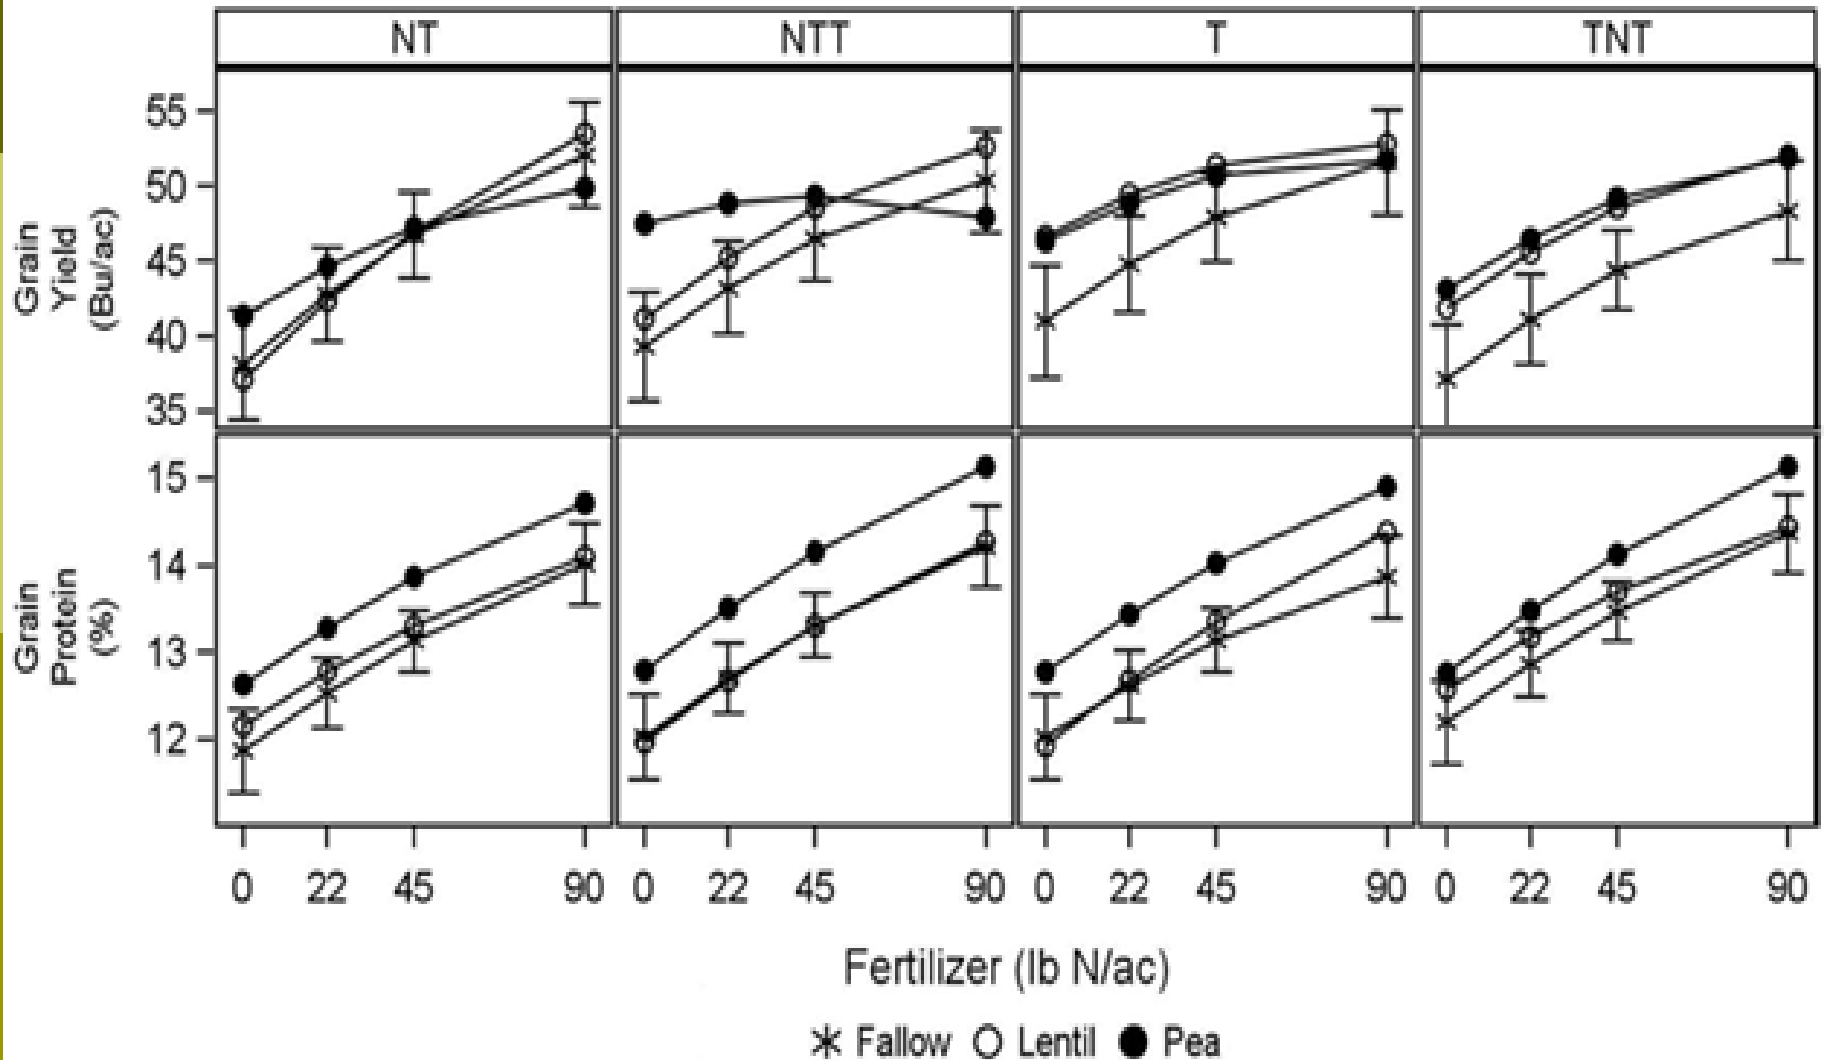 NT NTT T TNT
Grain
Yield
(Bu/ac)
55
50
45
40
35
Grain
Protein
(%)
15
14
13
12
0 22 45 90 0 22 45 90 0 22 45 90 0 22 45 90
Fertilizer (lb N/ac)
Fallow Lentil Pea